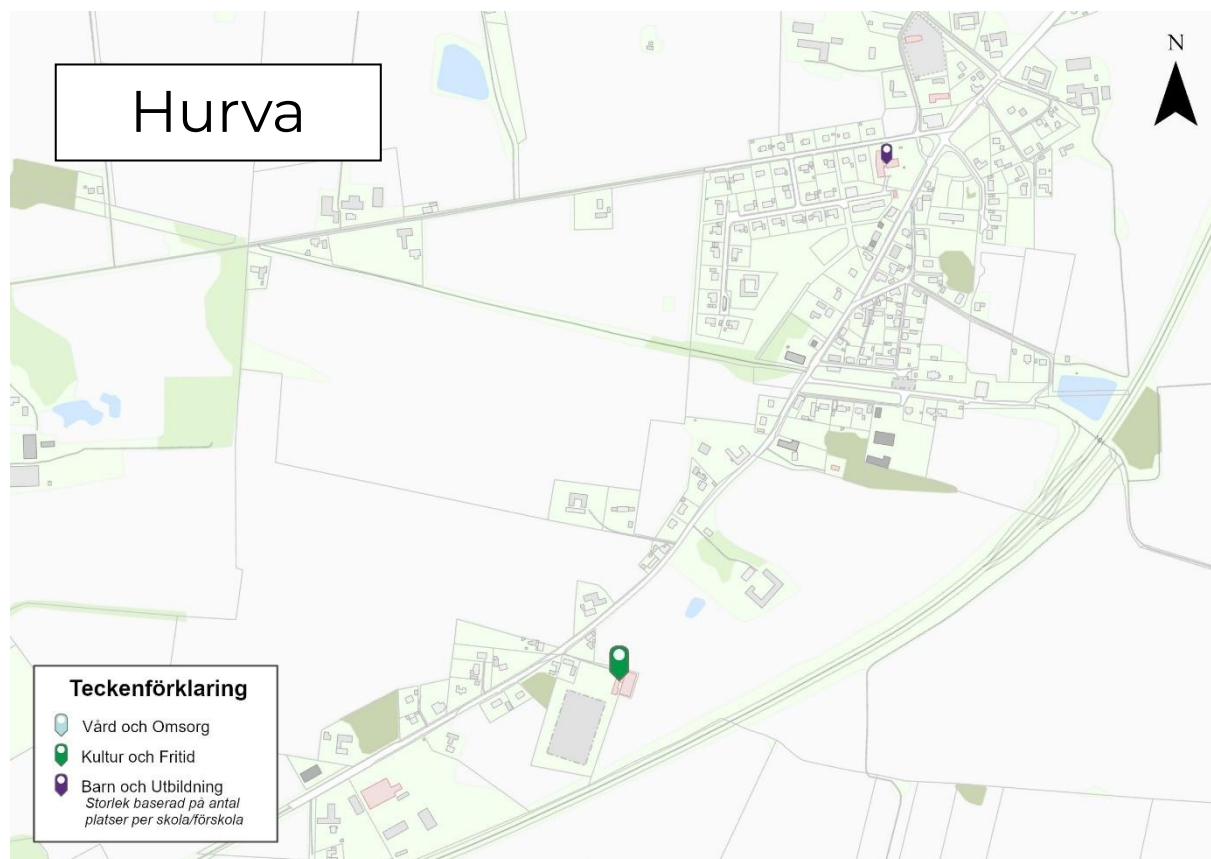 Hurva
N
Teckenförklaring
Vård och Omsorg
Kultur och Fritid
Barn och Utbildning
Storlek baserad på antal
platser per skola/förskola